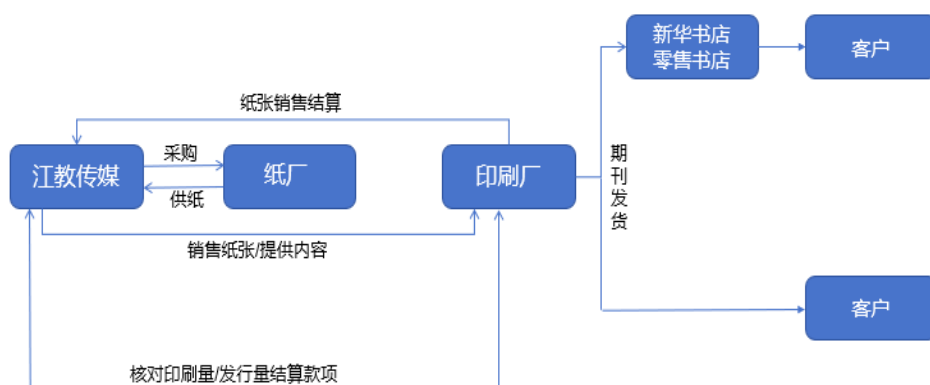 新华书店
零售书店
客户
纸张销售结算
江教传媒
采购
供纸
纸厂
印刷厂
期刊发货
销售纸张/提供内容
客户
核对印刷量/发行量结算款项